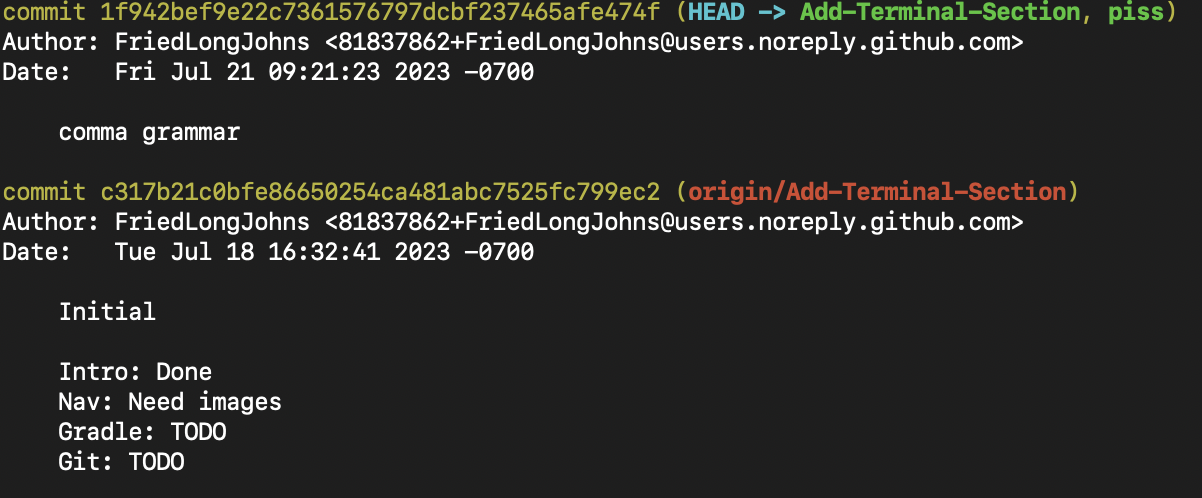 commit 1f942bef9e22c7361576797dcbf237465afe474f (HEAD -> Add-Terminal-Section, piss)
Author: FriedLongJohns <81837862+FriedLongJohns@users.noreply.github.com>
Date:   Fri Jul 21 09:21:23 2023 -0700
comma grammar
commit c317b21c0bfe86650254ca481abc7525fc799ec2 (origin/Add-Terminal-Section)
Author: FriedLongJohns <81837862+FriedLongJohns@users.noreply.github.com>
Date:   Tue Jul 18 16:32:41 2023 -0700
Initial
Intro: Done
Nav: Need images
Gradle: TODO
Git: TODO